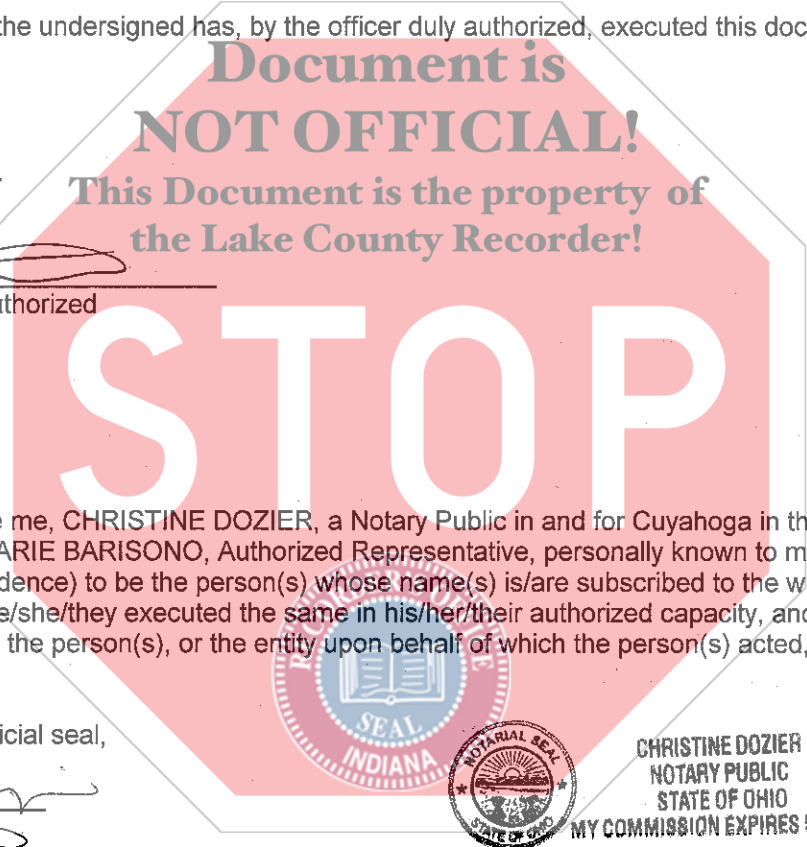 the undersigned has, by the officer duly authorized, executed this doc
Document is
NOT OFFICIAL!
This Document is the property of
the Lake County Recorder!
uthorized
STOP
e me, CHRISTINE DOZIER, a Notary Public in and for Cuyahoga in th
ARIE BARISONO, Authorized Representative, personally known to m
dence) to be the person(s) whose name(s) is/are subscribed to the w
e/she/they executed the same in his/her/their authorized capacity, and
the person(s), or the entity upon behalf of which the person(s) acted,
SEAL
INDIANA
icial seal,
NOTARIAL SEAL
STATE OF OHIO
CHRISTINE DOZIER
NOTARY PUBLIC
STATE OF OHIO
MY COMMISSION EXPIRES